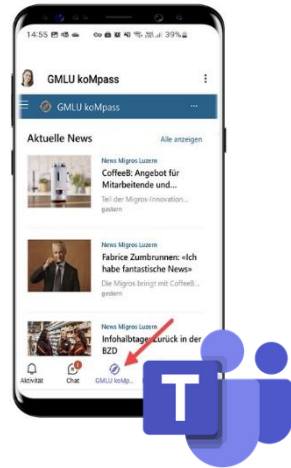 14:55
39%
GMLU koMpass
GMLU koMpass
Aktuelle News
Alle anzeigen
News Migros Luzern
CoffeeB: Angebot für
Mitarbeitende und...
Teil der Migros-Innovation...
gestern
News Migros Luzern
Fabrice Zumbrunnen: «Ich
habe fantastische News»
Die Migros bringt mit CoffeeB...
gestern
News Migros Luzern
Infohalbtage: Zurück in der
BZD
Aktivität
Chat
GMLU koMp...
T